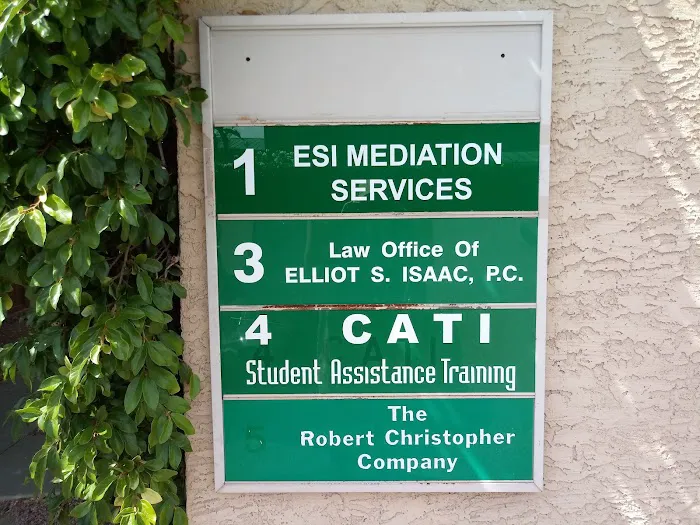 1 ESI MEDIATION
SERVICES
3 Law Office Of
ELLIOT S. ISAAC, P.C.
4 CATI
Student Assistance Training
5 The
Robert Christopher
Company